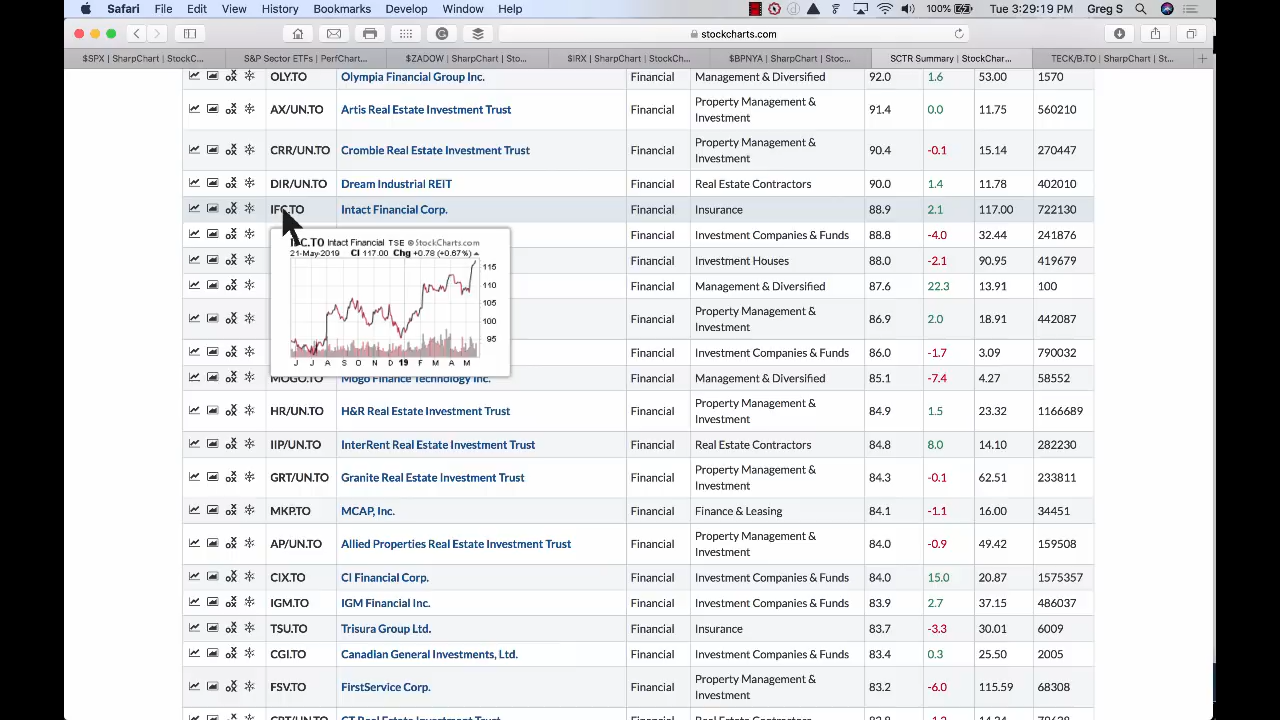 Safari File Edit View History Bookmarks Develop Window Help 100% Tue 3:29:19 PM Greg S
stockcharts.com
$SPX | SharpChart | StockC... S&P Sector ETFs | PerfChart... $ZADOW | SharpChart | Sto... $IRX | SharpChart | StockCh... $BPNYA | SharpChart | Stoc... SCTR Summary | StockChar... TECK/B.TO | SharpChart | St...
OLY.TO Olympia Financial Group Inc. Financial Management & Diversified 92.0 1.6 53.00 1570
AX/UN.TO Artis Real Estate Investment Trust Financial Property Management & Investment 91.4 0.0 11.75 560210
CRR/UN.TO Crombie Real Estate Investment Trust Financial Property Management & Investment 90.4 -0.1 15.14 270447
DIR/UN.TO Dream Industrial REIT Financial Real Estate Contractors 90.0 1.4 11.78 402010
IFC.TO Intact Financial Corp. Financial Insurance 88.9 2.1 117.00 722130
Financial Investment Companies & Funds 88.8 -4.0 32.44 241876
Financial Investment Houses 88.0 -2.1 90.95 419679
Financial Management & Diversified 87.6 22.3 13.91 100
Financial Property Management & Investment 86.9 2.0 18.91 442087
Financial Investment Companies & Funds 86.0 -1.7 3.09 790032
IFC.TO Intact Financial TSE @StockCharts.com
21-May-2019 Cl 117.00 Chg +0.78 (+0.67%)
115
110
105
100
95
J J A S O N D 19 F M A M
MOGO.TO Mogo Finance Technology Inc. Financial Management & Diversified 85.1 -7.4 4.27 58552
HR/UN.TO H&R Real Estate Investment Trust Financial Property Management & Investment 84.9 1.5 23.32 1166689
IIP/UN.TO InterRent Real Estate Investment Trust Financial Real Estate Contractors 84.8 8.0 14.10 282230
GRT/UN.TO Granite Real Estate Investment Trust Financial Property Management & Investment 84.3 -0.1 62.51 233811
MKP.TO MCAP, Inc. Financial Finance & Leasing 84.1 -1.1 16.00 34451
AP/UN.TO Allied Properties Real Estate Investment Trust Financial Property Management & Investment 84.0 -0.9 49.42 159508
CIX.TO CI Financial Corp. Financial Investment Companies & Funds 84.0 15.0 20.87 1575357
IGM.TO IGM Financial Inc. Financial Investment Companies & Funds 83.9 2.7 37.15 486037
TSU.TO Trisura Group Ltd. Financial Insurance 83.7 -3.3 30.01 6009
CGI.TO Canadian General Investments, Ltd. Financial Investment Companies & Funds 83.4 0.3 25.50 2005
FSV.TO FirstService Corp. Financial Property Management & Investment 83.2 -6.0 115.59 68308